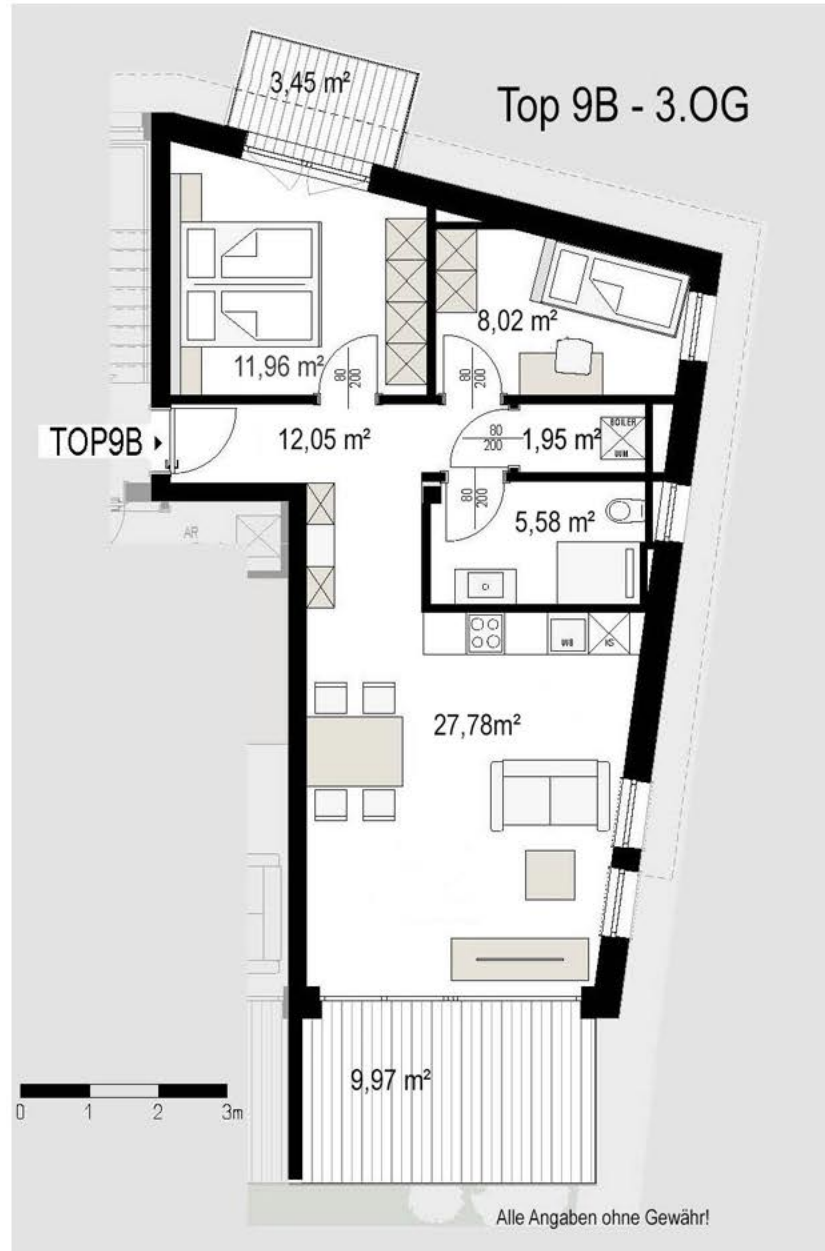 3,45 m²
Top 9B - 3.OG
8,02 m²
11,96 m²
80
200
80
200
TOP9B
12,05 m²
80
200
1,95 m²
BOILER
WM
80
200
5,58 m²
AR
KS
27,78m²
9,97 m²
0 1 2 3m
Alle Angaben ohne Gewähr!